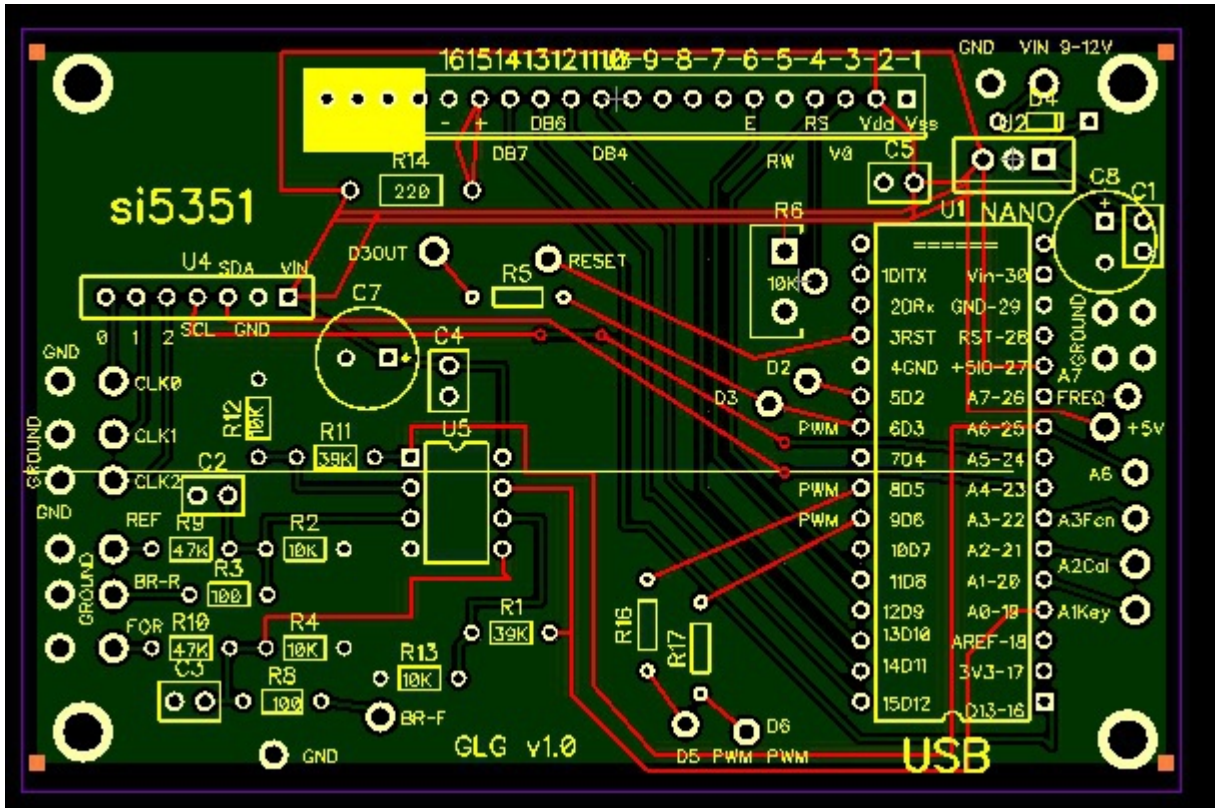 GND VIN 9-12V
16 15 14 13 12 11 10-9-8-7-6-5-4-3-2-1
D4
U2
- + DB6 E RS Vdd Vss
DB7 DB4 RW V0 C5
R14
220
C8
+
C1
si5351
R6
U1 NANO
D3OUT
RESET
======
U4 SDA VIN
R5
10K
1DITX Vin-30
C7
2DRx GND-29
0 1 2 SCL GND
C4
3RST RST-28
GROUND
GND
D2
4GND +5IO-27
A7
CLK0
D3
5D2 A7-26
FREQ
R12
10K
R11
39K
U5
PWM
6D3 A6-25
+5V
CLK1
GROUND
7D4 A5-24
C2
CLK2
A6
PWM
8D5 A4-23
GND
REF
R9
47K
R2
10K
PWM
9D6 A3-22
A3Fcn
10D7 A2-21
GROUND
BR-R
R3
100
11D8 A1-20
A2Cal
R1
39K
R16
12D9 A0-19
A1Key
FOR
R10
47K
R4
10K
R17
13D10 AREF-18
C3
R8
100
R13
10K
14D11 3V3-17
15D12 D13-16
BR-F
D6
GND
GLG v1.0
D5 PWM PWM
USB